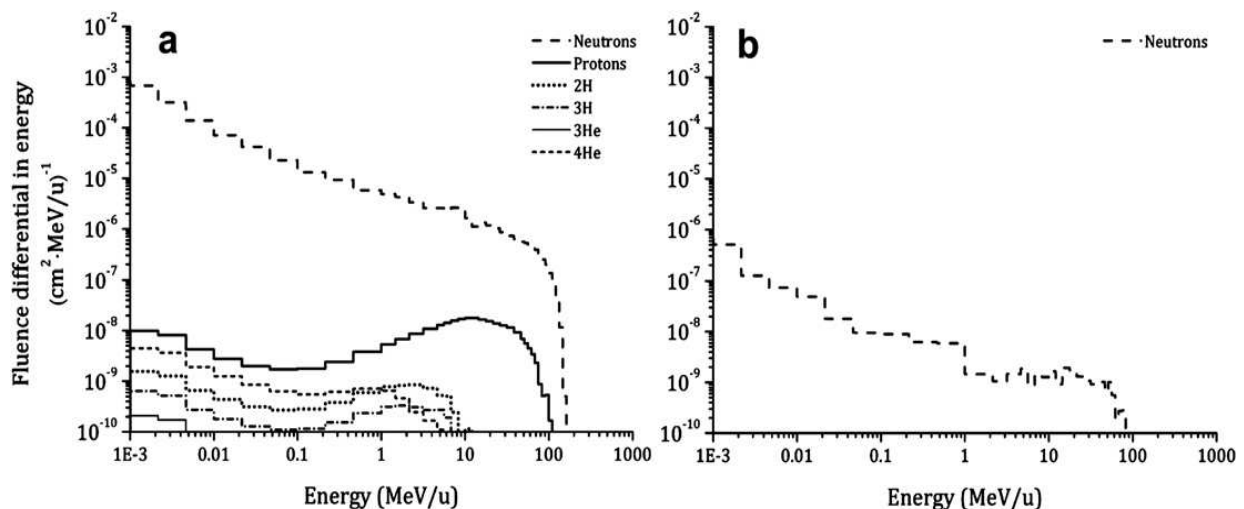 a
Neutrons
Protons
2H
3H
3He
4He
10⁻²
10⁻³
10⁻⁴
10⁻⁵
10⁻⁶
10⁻⁷
10⁻⁸
10⁻⁹
10⁻¹⁰
1E-3 0.01 0.1 1 10 100 1000
Energy (MeV/u)
Fluence differential in energy
(cm²·MeV/u)⁻¹
b
Neutrons
10⁻²
10⁻³
10⁻⁴
10⁻⁵
10⁻⁶
10⁻⁷
10⁻⁸
10⁻⁹
10⁻¹⁰
1E-3 0.01 0.1 1 10 100 1000
Energy (MeV/u)